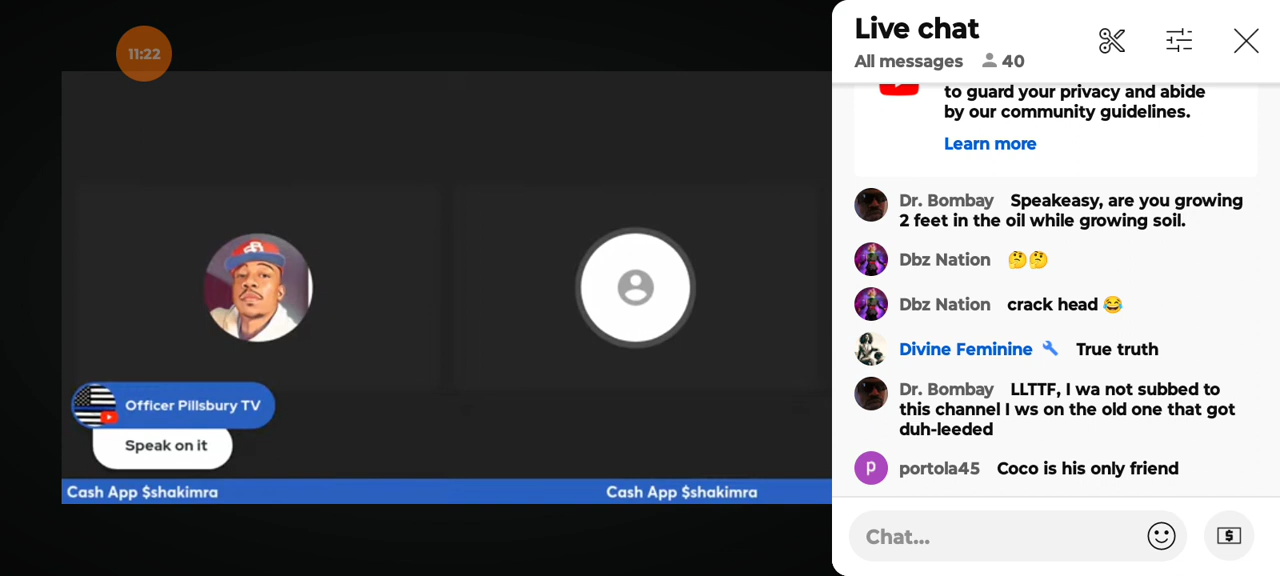 11:22
Officer Pillsbury TV
Speak on it
Cash App $shakimra
Cash App $shakimra
Live chat
All messages 40
to guard your privacy and abide
by our community guidelines.
Learn more
Dr. Bombay Speakeasy, are you growing
2 feet in the oil while growing soil.
Dbz Nation 🤔🤔
Dbz Nation crack head 😂
Divine Feminine 🔧 True truth
Dr. Bombay LLTTF, I wa not subbed to
this channel I ws on the old one that got
duh-leeded
p portola45 Coco is his only friend
Chat...
$